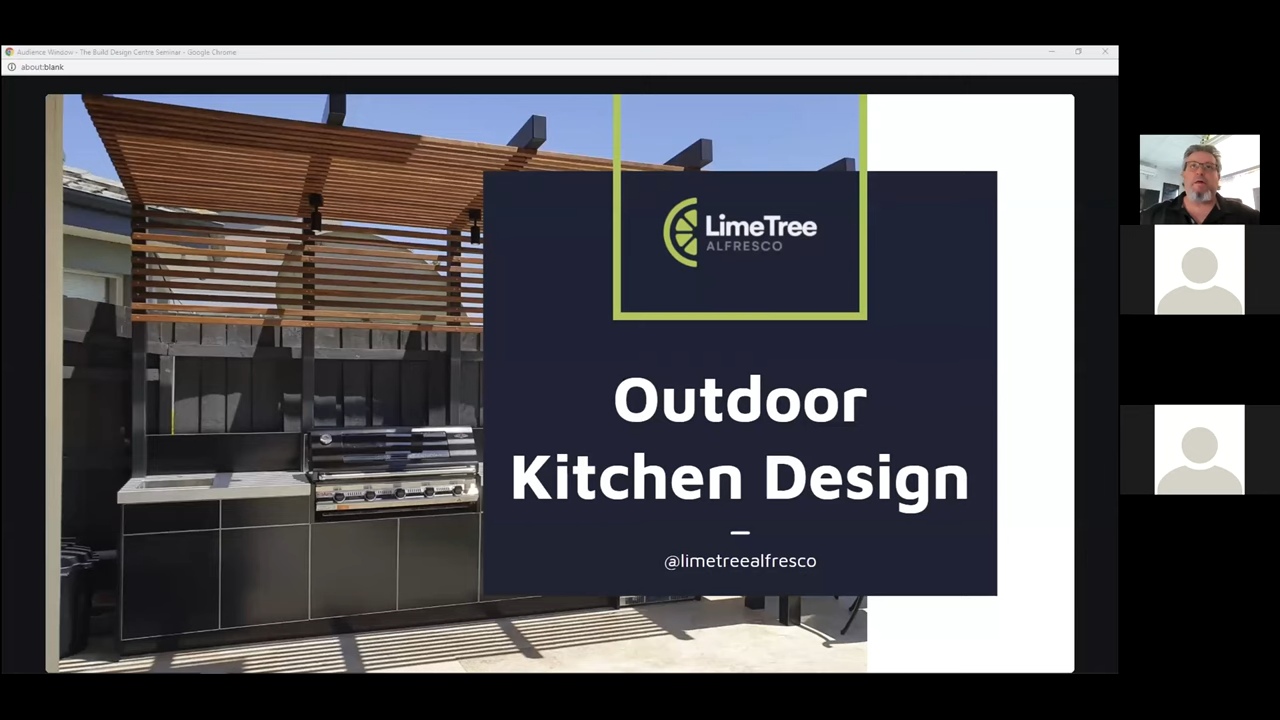 Audience Window - The Build Design Centre Seminar - Google Chrome
about:blank
LimeTree
ALFRESCO
Outdoor
Kitchen Design
@limetreealfresco